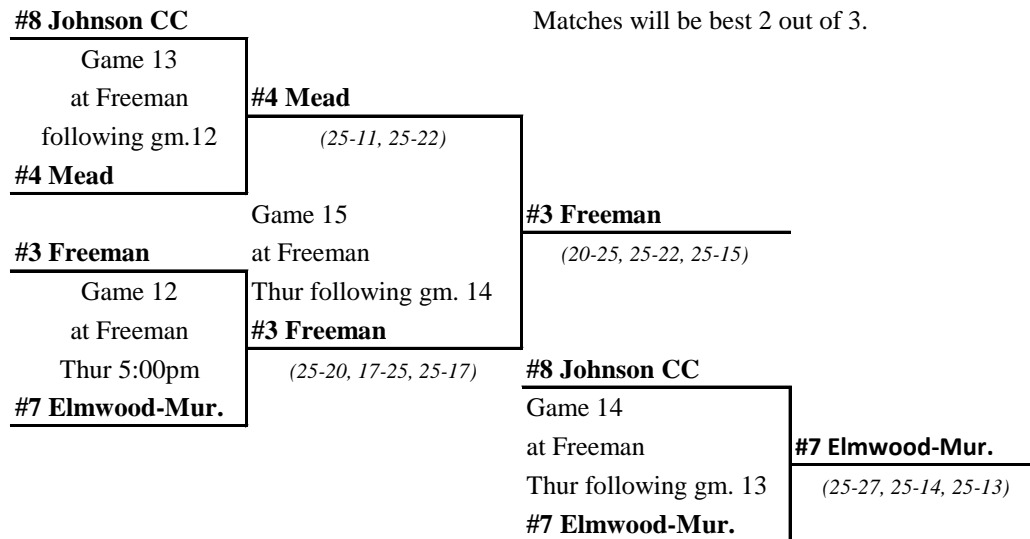 #8 Johnson CC
Matches will be best 2 out of 3.
Game 13
at Freeman
#4 Mead
following gm.12
(25-11, 25-22)
#4 Mead
Game 15
#3 Freeman
#3 Freeman
at Freeman
(20-25, 25-22, 25-15)
Game 12
Thur following gm. 14
at Freeman
#3 Freeman
Thur 5:00pm
(25-20, 17-25, 25-17)
#8 Johnson CC
#7 Elmwood-Mur.
Game 14
at Freeman
#7 Elmwood-Mur.
Thur following gm. 13
(25-27, 25-14, 25-13)
#7 Elmwood-Mur.